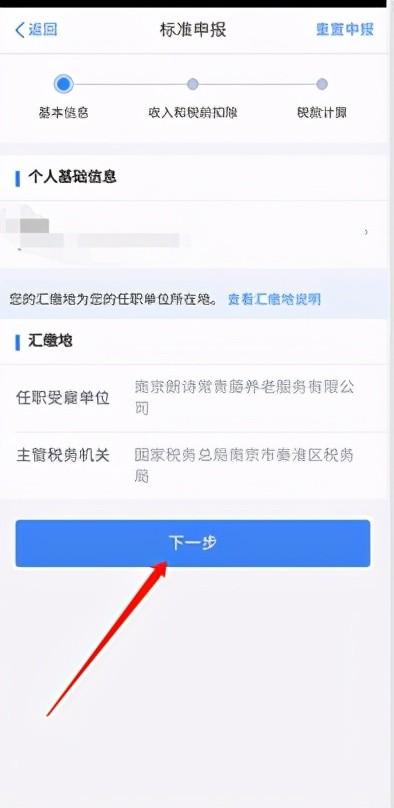 返回
标准申报
重置申报
基本信息
收入和税前扣除
税款计算
个人基础信息
您的汇缴地为您的任职单位所在地。 查看汇缴地说明
汇缴地
任职受雇单位
南京朗诗常青藤养老服务有限公
司
主管税务机关
国家税务总局南京市秦淮区税务
局
下一步